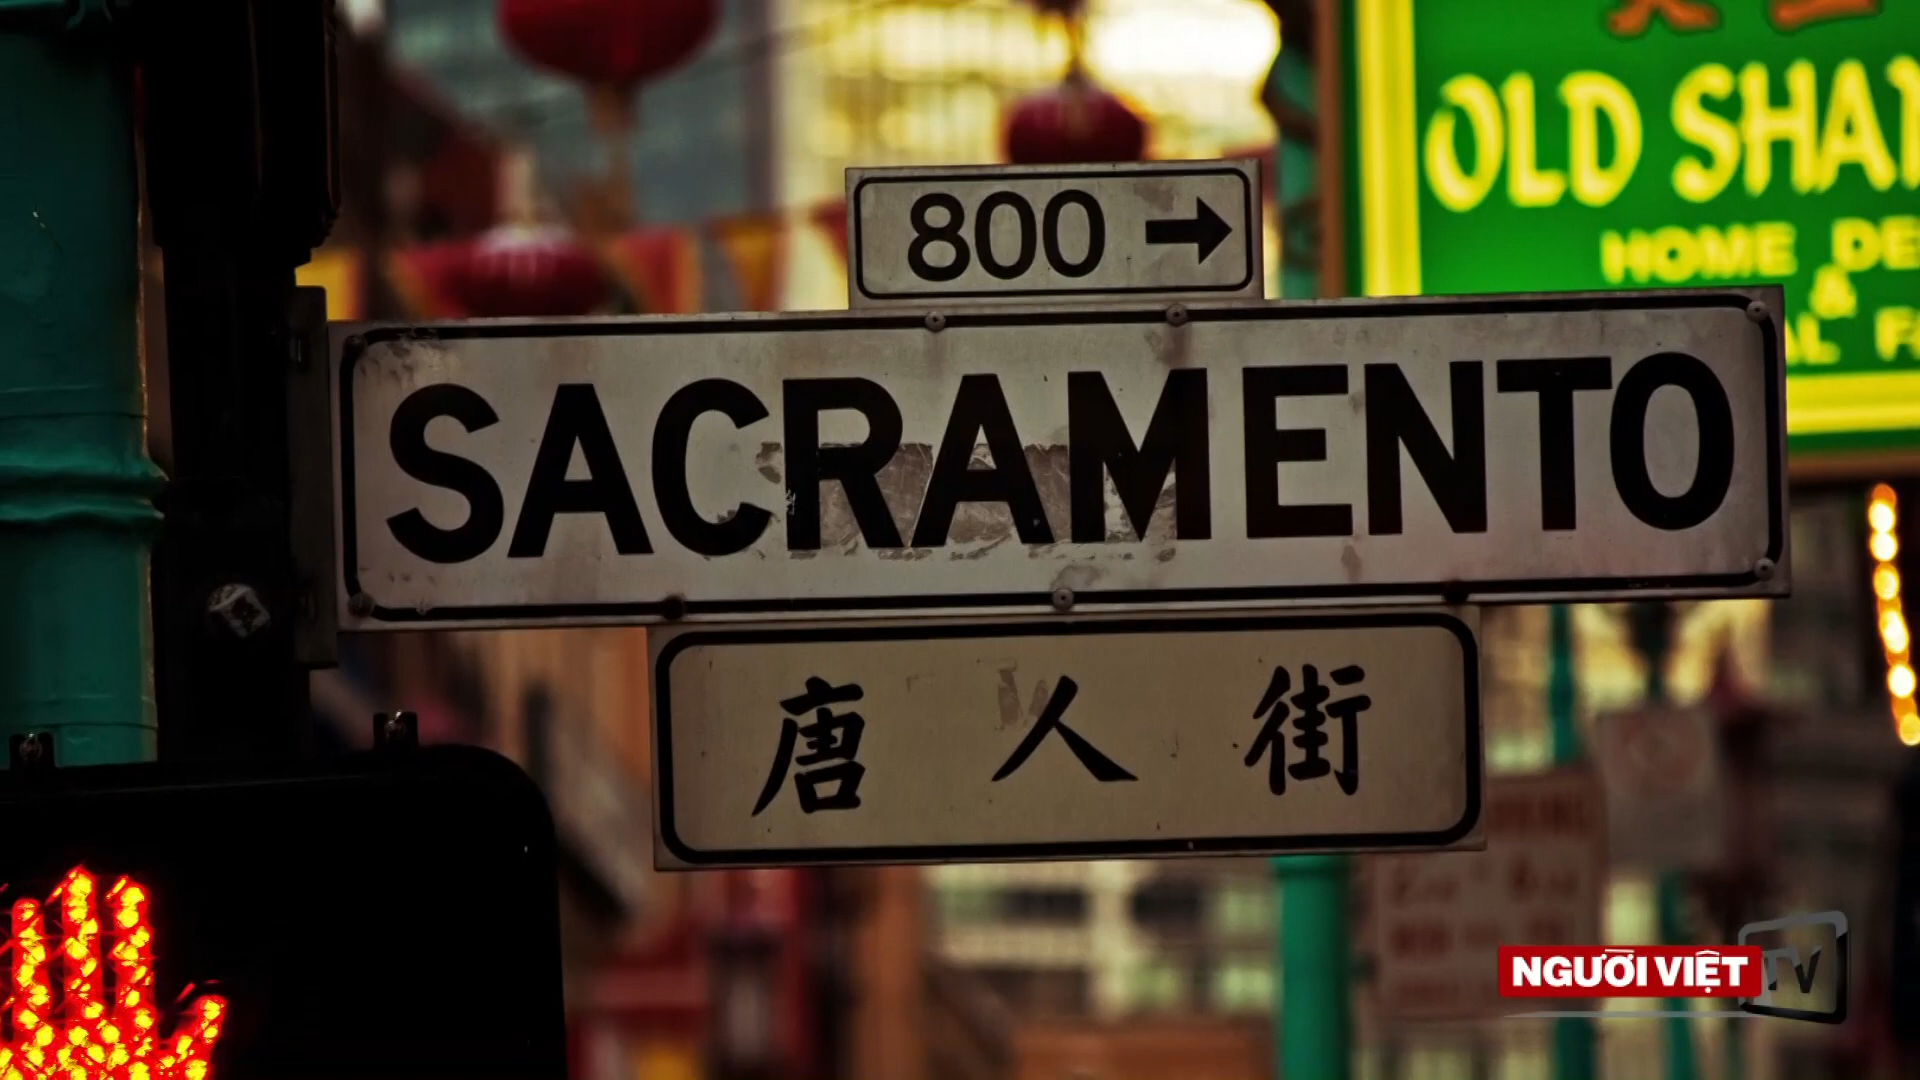 800 →
SACRAMENTO
唐人街
OLD SHA
HOME DE
&
NGƯỜI VIỆT TV